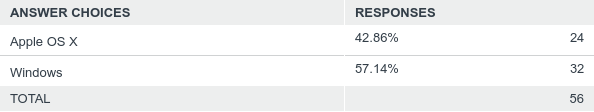 ANSWER CHOICES RESPONSES
Apple OS X 42.86% 24
Windows 57.14% 32
TOTAL 56